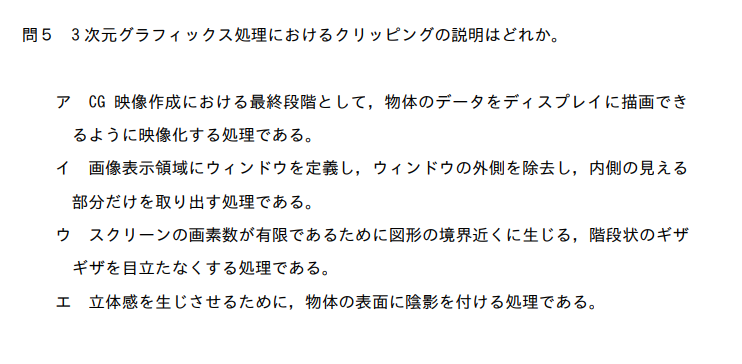 問５　３次元グラフィックス処理におけるクリッピングの説明はどれか。
ア　CG 映像作成における最終段階として，物体のデータをディスプレイに描画でき
るように映像化する処理である。
イ　画像表示領域にウィンドウを定義し，ウィンドウの外側を除去し，内側の見える
部分だけを取り出す処理である。
ウ　スクリーンの画素数が有限であるために図形の境界近くに生じる，階段状のギザ
ギザを目立たなくする処理である。
エ　立体感を生じさせるために，物体の表面に陰影を付ける処理である。